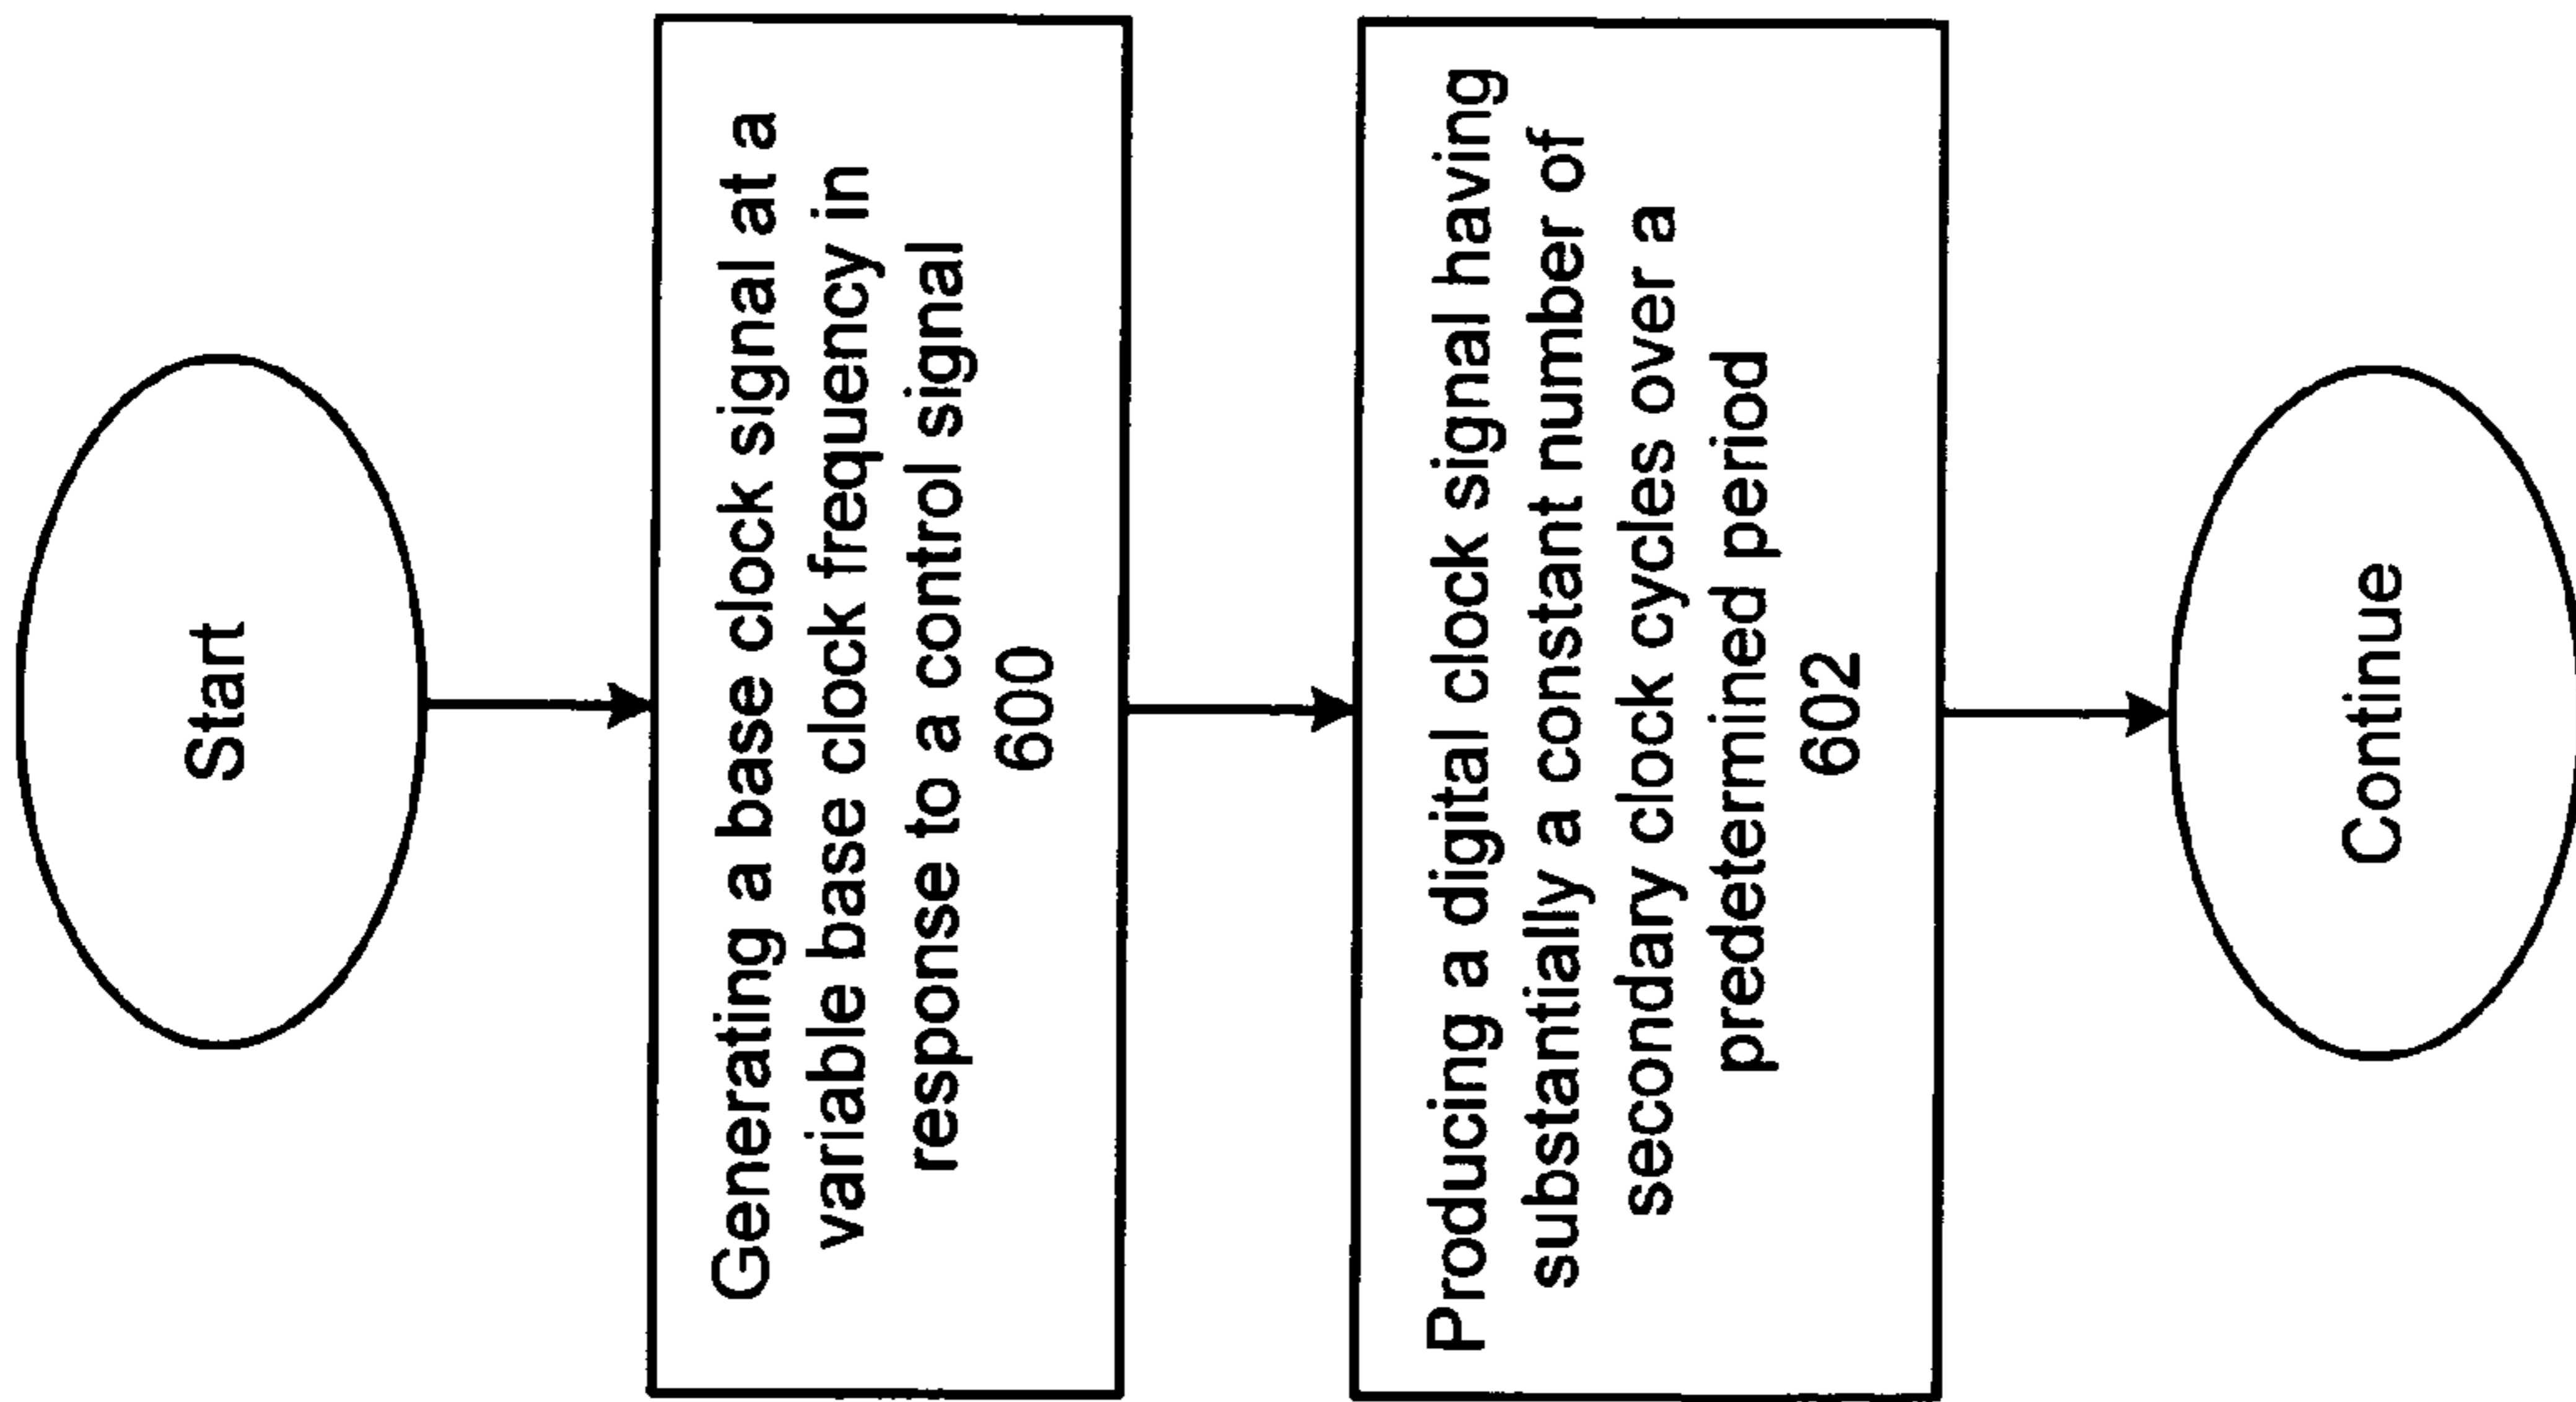 Start
Generating a base clock signal at a
variable base clock frequency in
response to a control signal
600
Producing a digital clock signal having
substantially a constant number of
secondary clock cycles over a
predetermined period
602
Continue